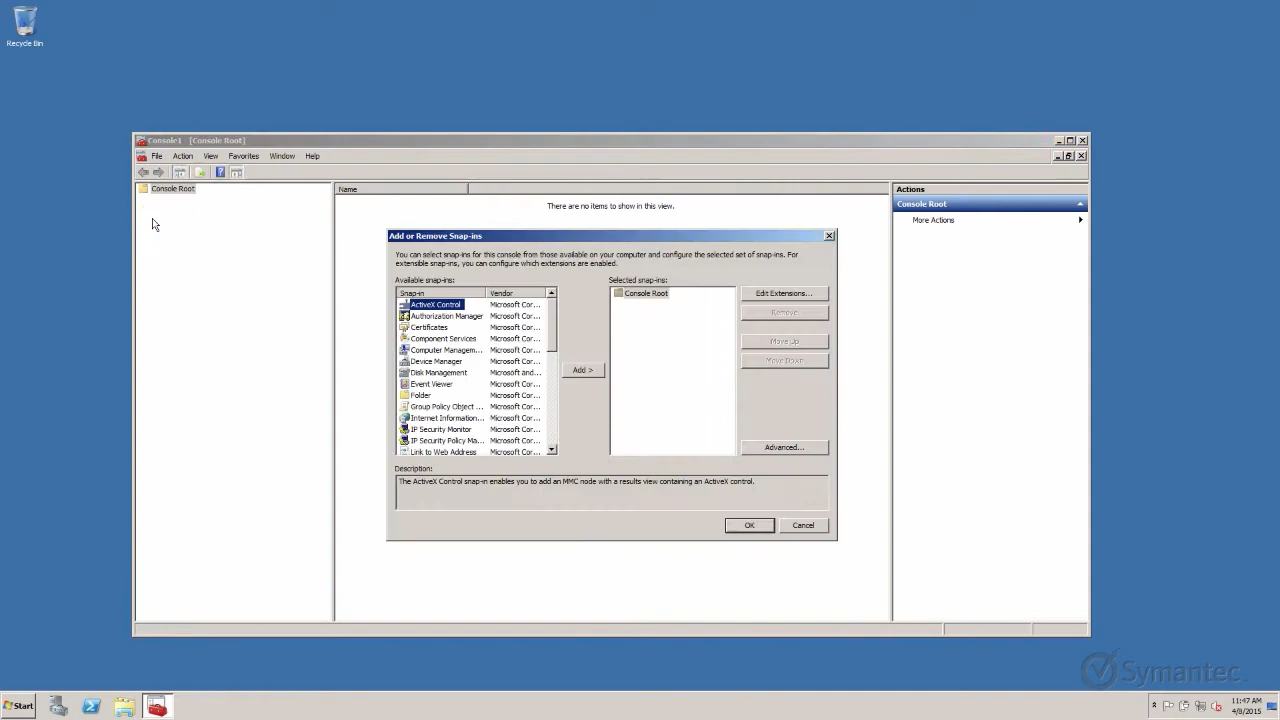 Recycle Bin
Console1 - [Console Root]
File Action View Favorites Window Help
Console Root
Name
There are no items to show in this view.
Actions
Console Root
More Actions
Add or Remove Snap-ins
You can select snap-ins for this console from those available on your computer and configure the selected set of snap-ins. For
extensible snap-ins, you can configure which extensions are enabled.
Available snap-ins:
Selected snap-ins:
Snap-in Vendor
ActiveX Control Microsoft Cor...
Authorization Manager Microsoft Cor...
Certificates Microsoft Cor...
Component Services Microsoft Cor...
Computer Managem... Microsoft Cor...
Device Manager Microsoft Cor...
Disk Management Microsoft and...
Event Viewer Microsoft Cor...
Folder Microsoft Cor...
Group Policy Object ... Microsoft Cor...
Internet Information... Microsoft Cor...
IP Security Monitor Microsoft Cor...
IP Security Policy Ma... Microsoft Cor...
Link to Web Address Microsoft Cor...
Add >
Console Root
Edit Extensions...
Remove
Move Up
Move Down
Advanced...
Description:
The ActiveX Control snap-in enables you to add an MMC node with a results view containing an ActiveX control.
OK
Cancel
Symantec
Start
11:47 AM
4/8/2015